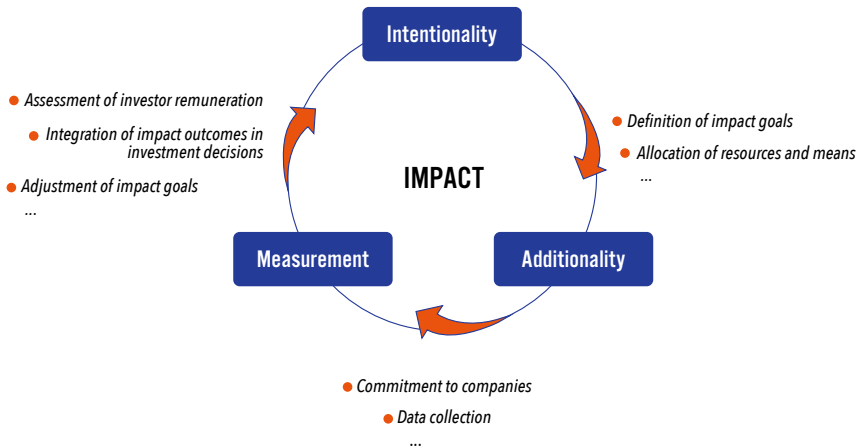 Intentionality
Assessment of investor remuneration
Integration of impact outcomes in
investment decisions
Adjustment of impact goals
...
Definition of impact goals
Allocation of resources and means
...
IMPACT
Measurement
Additionality
Commitment to companies
Data collection
...